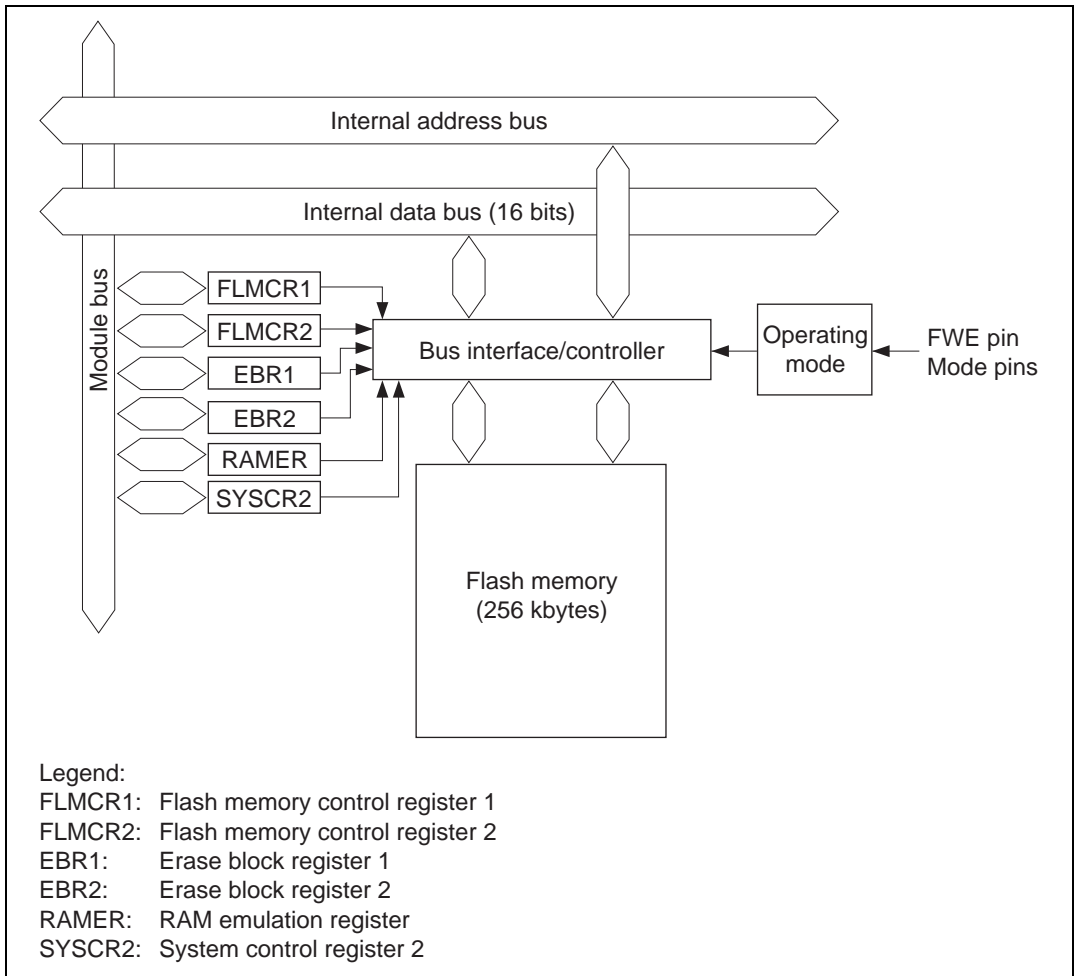 Internal address bus
Internal data bus (16 bits)
Module bus
FLMCR1
FLMCR2
EBR1
EBR2
RAMER
SYSCR2
Bus interface/controller
Operating
mode
FWE pin
Mode pins
Flash memory
(256 kbytes)
Legend:
FLMCR1: Flash memory control register 1
FLMCR2: Flash memory control register 2
EBR1: Erase block register 1
EBR2: Erase block register 2
RAMER: RAM emulation register
SYSCR2: System control register 2